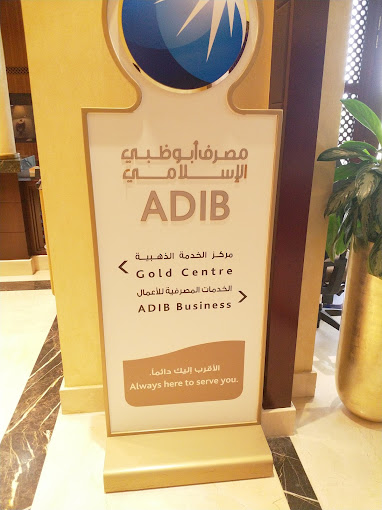 مصرف أبوظبي
الإسلامي
ADIB
مركز الخدمة الذهبية
Gold Centre
الخدمات المصرفية للأعمال
ADIB Business
الأقرب إليك دائماً.
Always here to serve you.